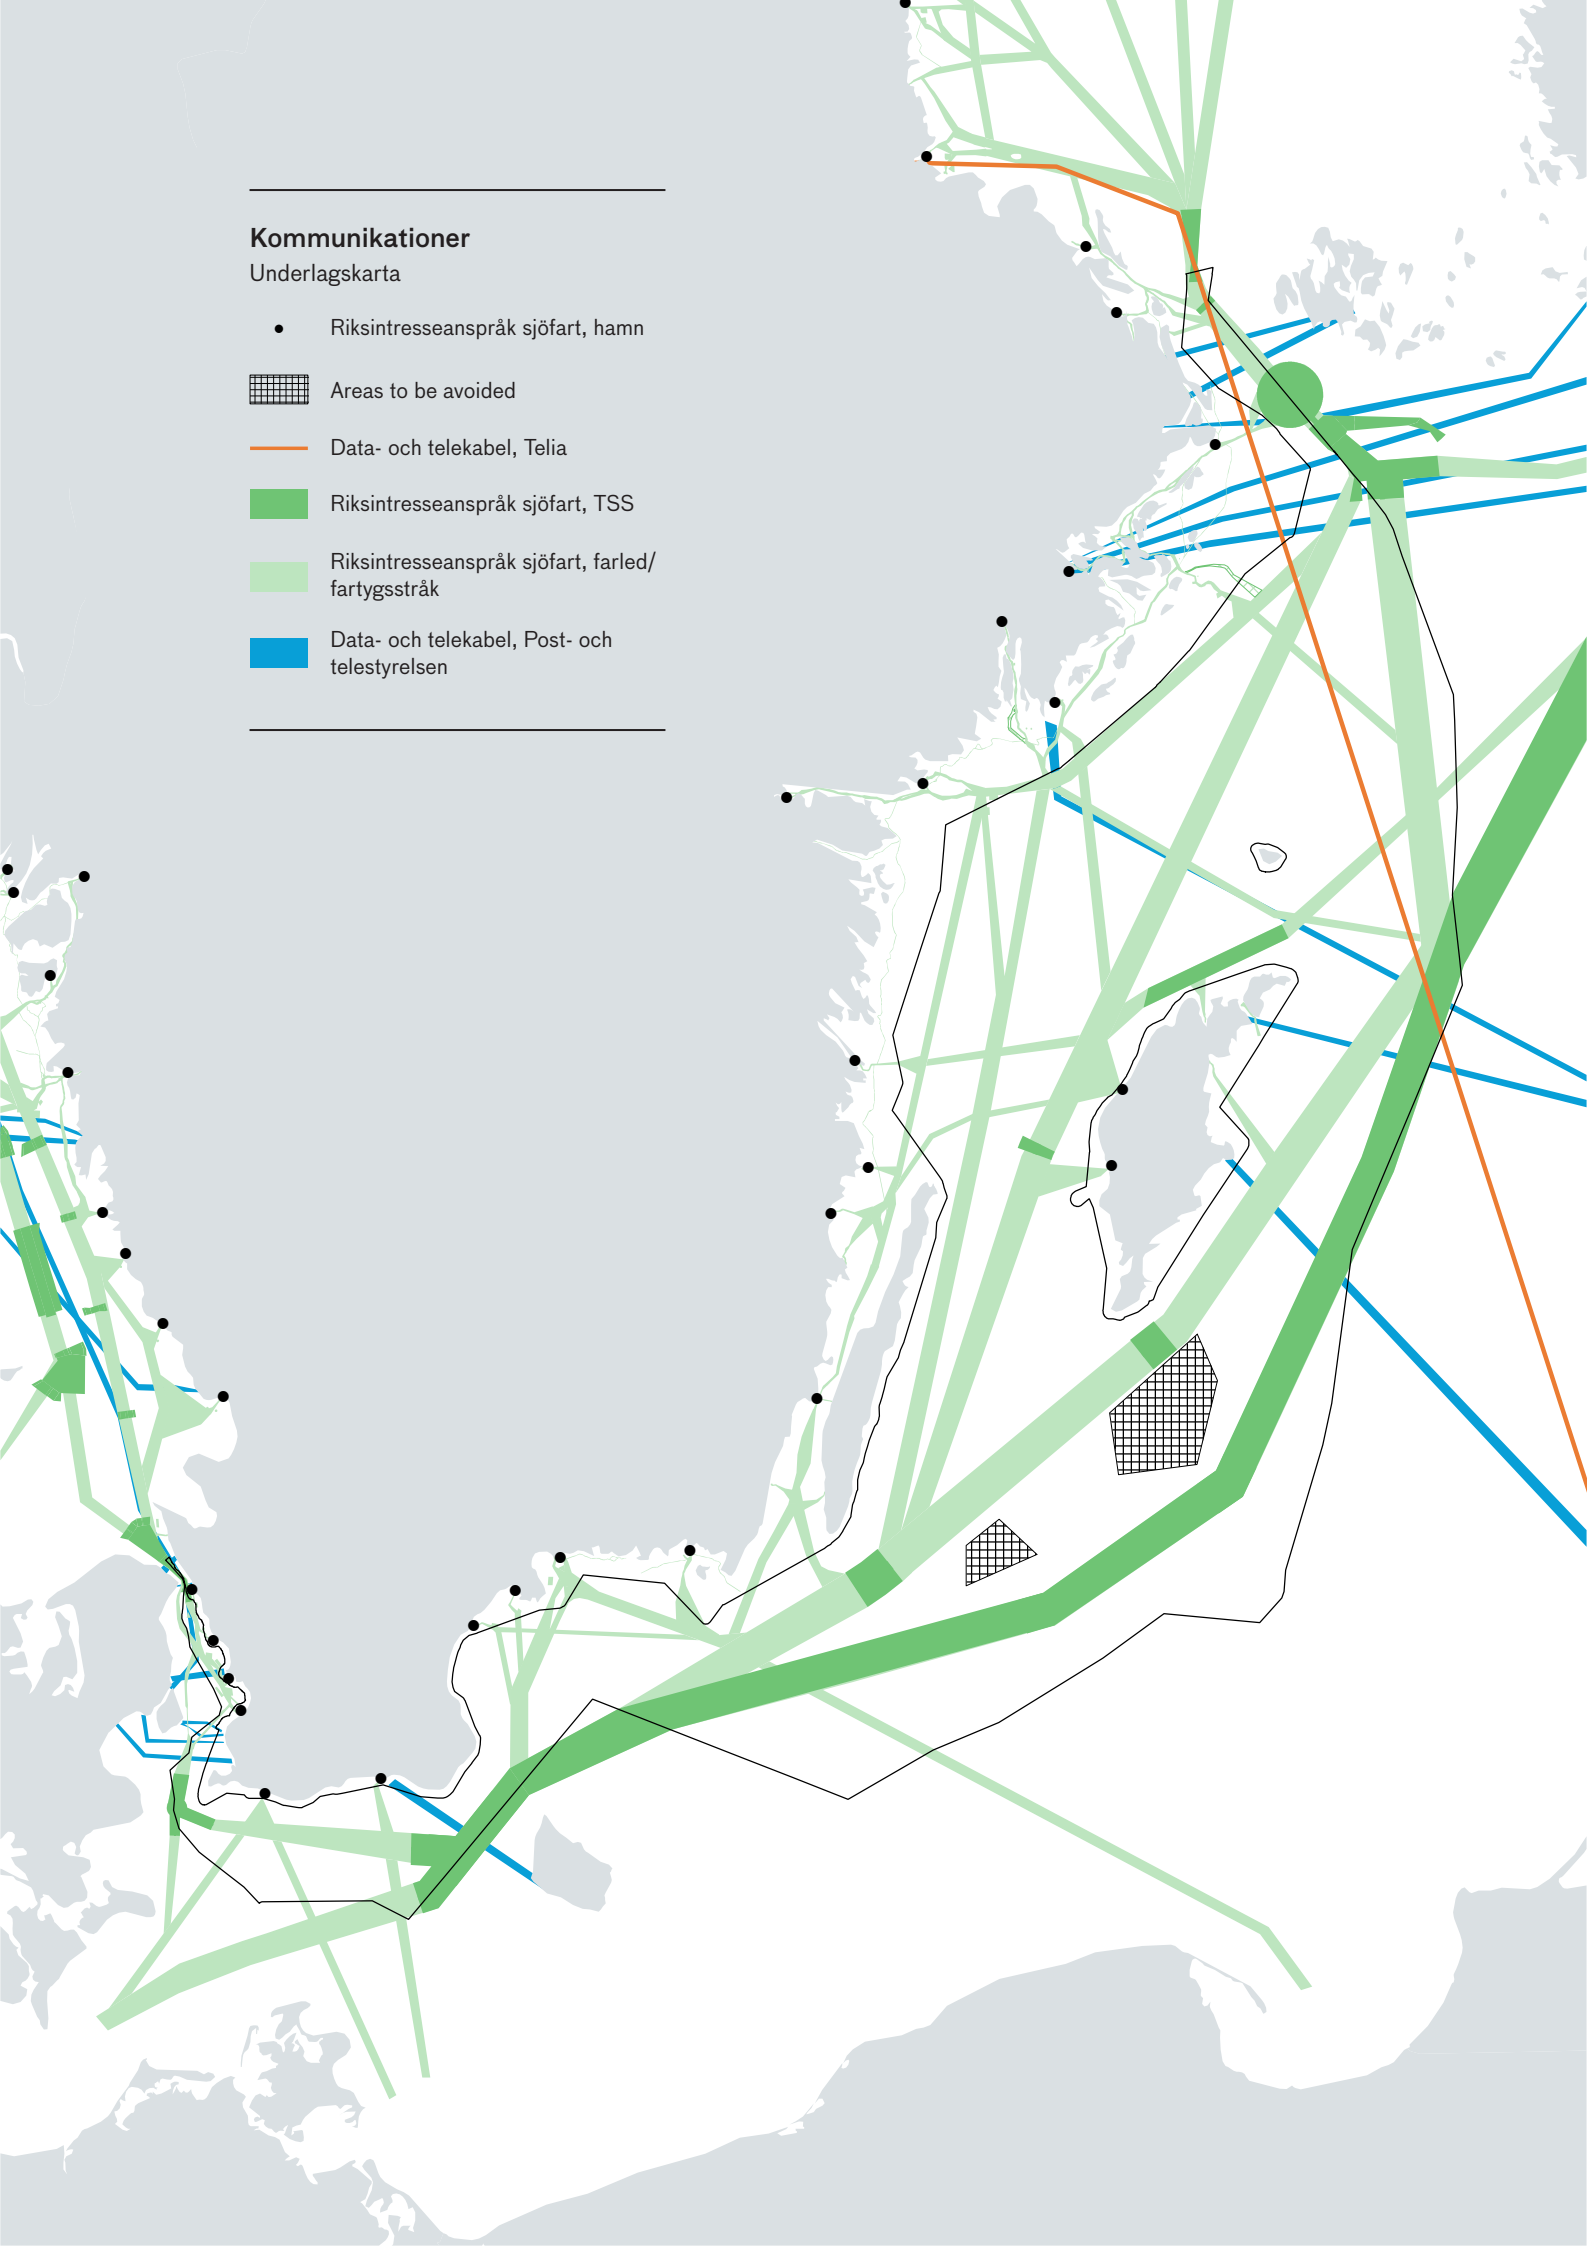 Kommunikationer
Underlagskarta
Riksintresseanspråk sjöfart, hamn
Areas to be avoided
Data- och telekabel, Telia
Riksintresseanspråk sjöfart, TSS
Riksintresseanspråk sjöfart, farled/
fartygsstråk
Data- och telekabel, Post- och
telestyrelsen